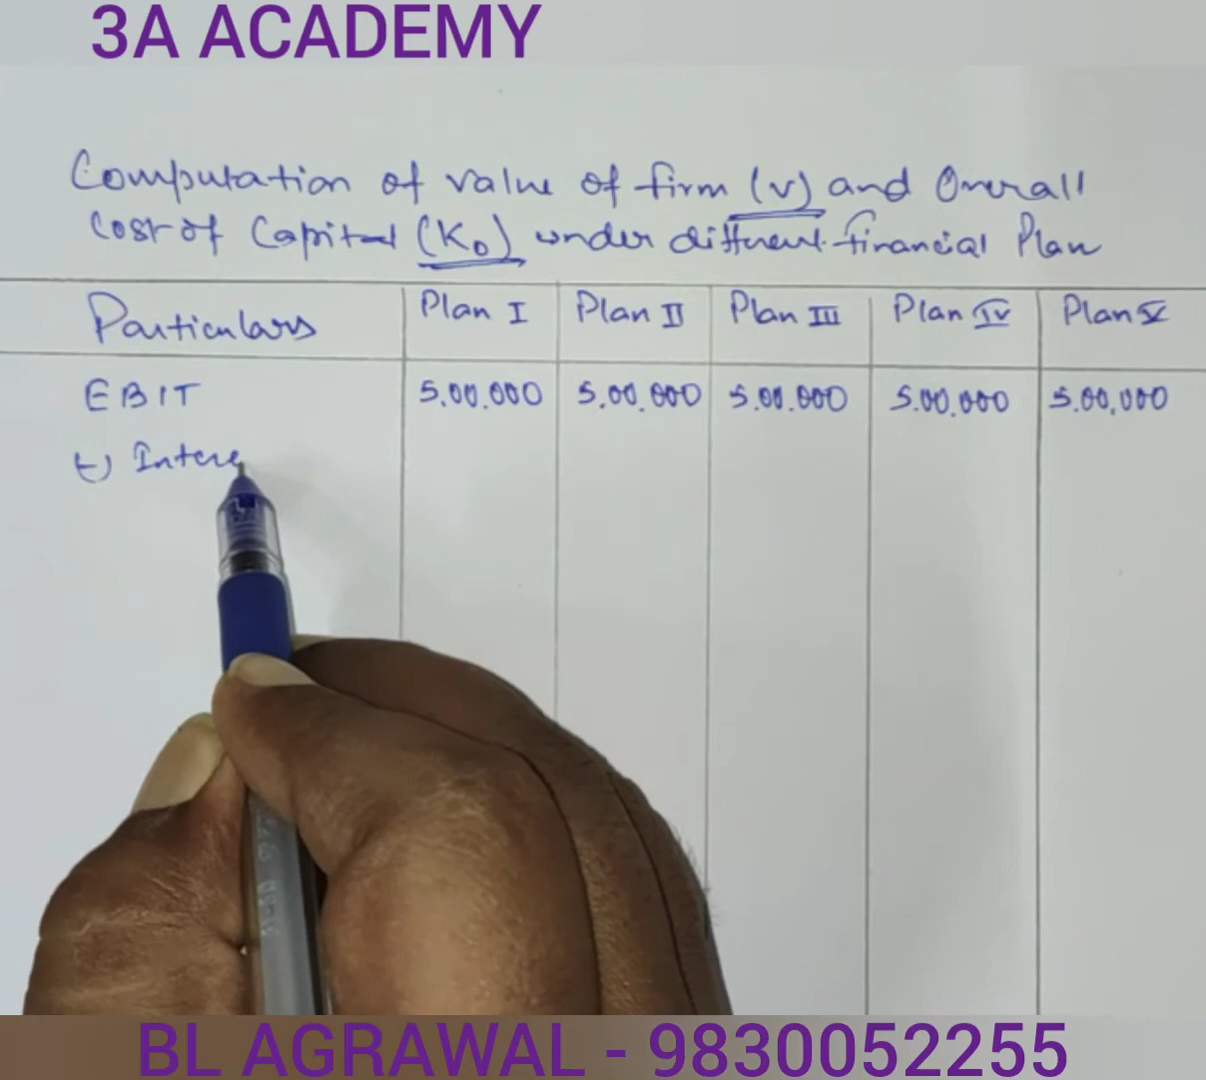 3A ACADEMY
Computation of value of firm (V) and Overall
Cost of Capital (K₀) under different financial Plan
Particulars Plan I Plan II Plan III Plan IV Plan V
EBIT 5,00,000 5,00,000 5,00,000 5,00,000 5,00,000
(-) Intere
BL AGRAWAL - 9830052255